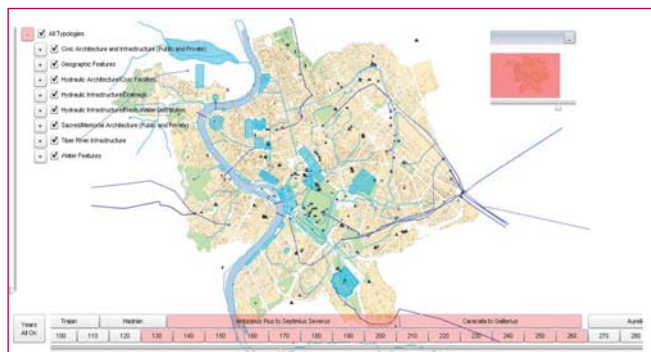 All Typologies
Civic Architecture and Infrastructure (Public and Private)
Geographic Features
Hydraulic Architecture/Civic Facilities
Hydraulic Infrastructure/Drainage
Hydraulic Infrastructure/Fresh Water Distribution
Sacred/Memorial Architecture (Public and Private)
Tiber River Infrastructure
Water Features
Years
All On
Trajan Hadrian Antoninus Pius to Septimius Severus Caracalla to Gallienus Aureli
100 110 120 130 140 150 160 170 180 190 200 210 220 230 240 250 260 270 280